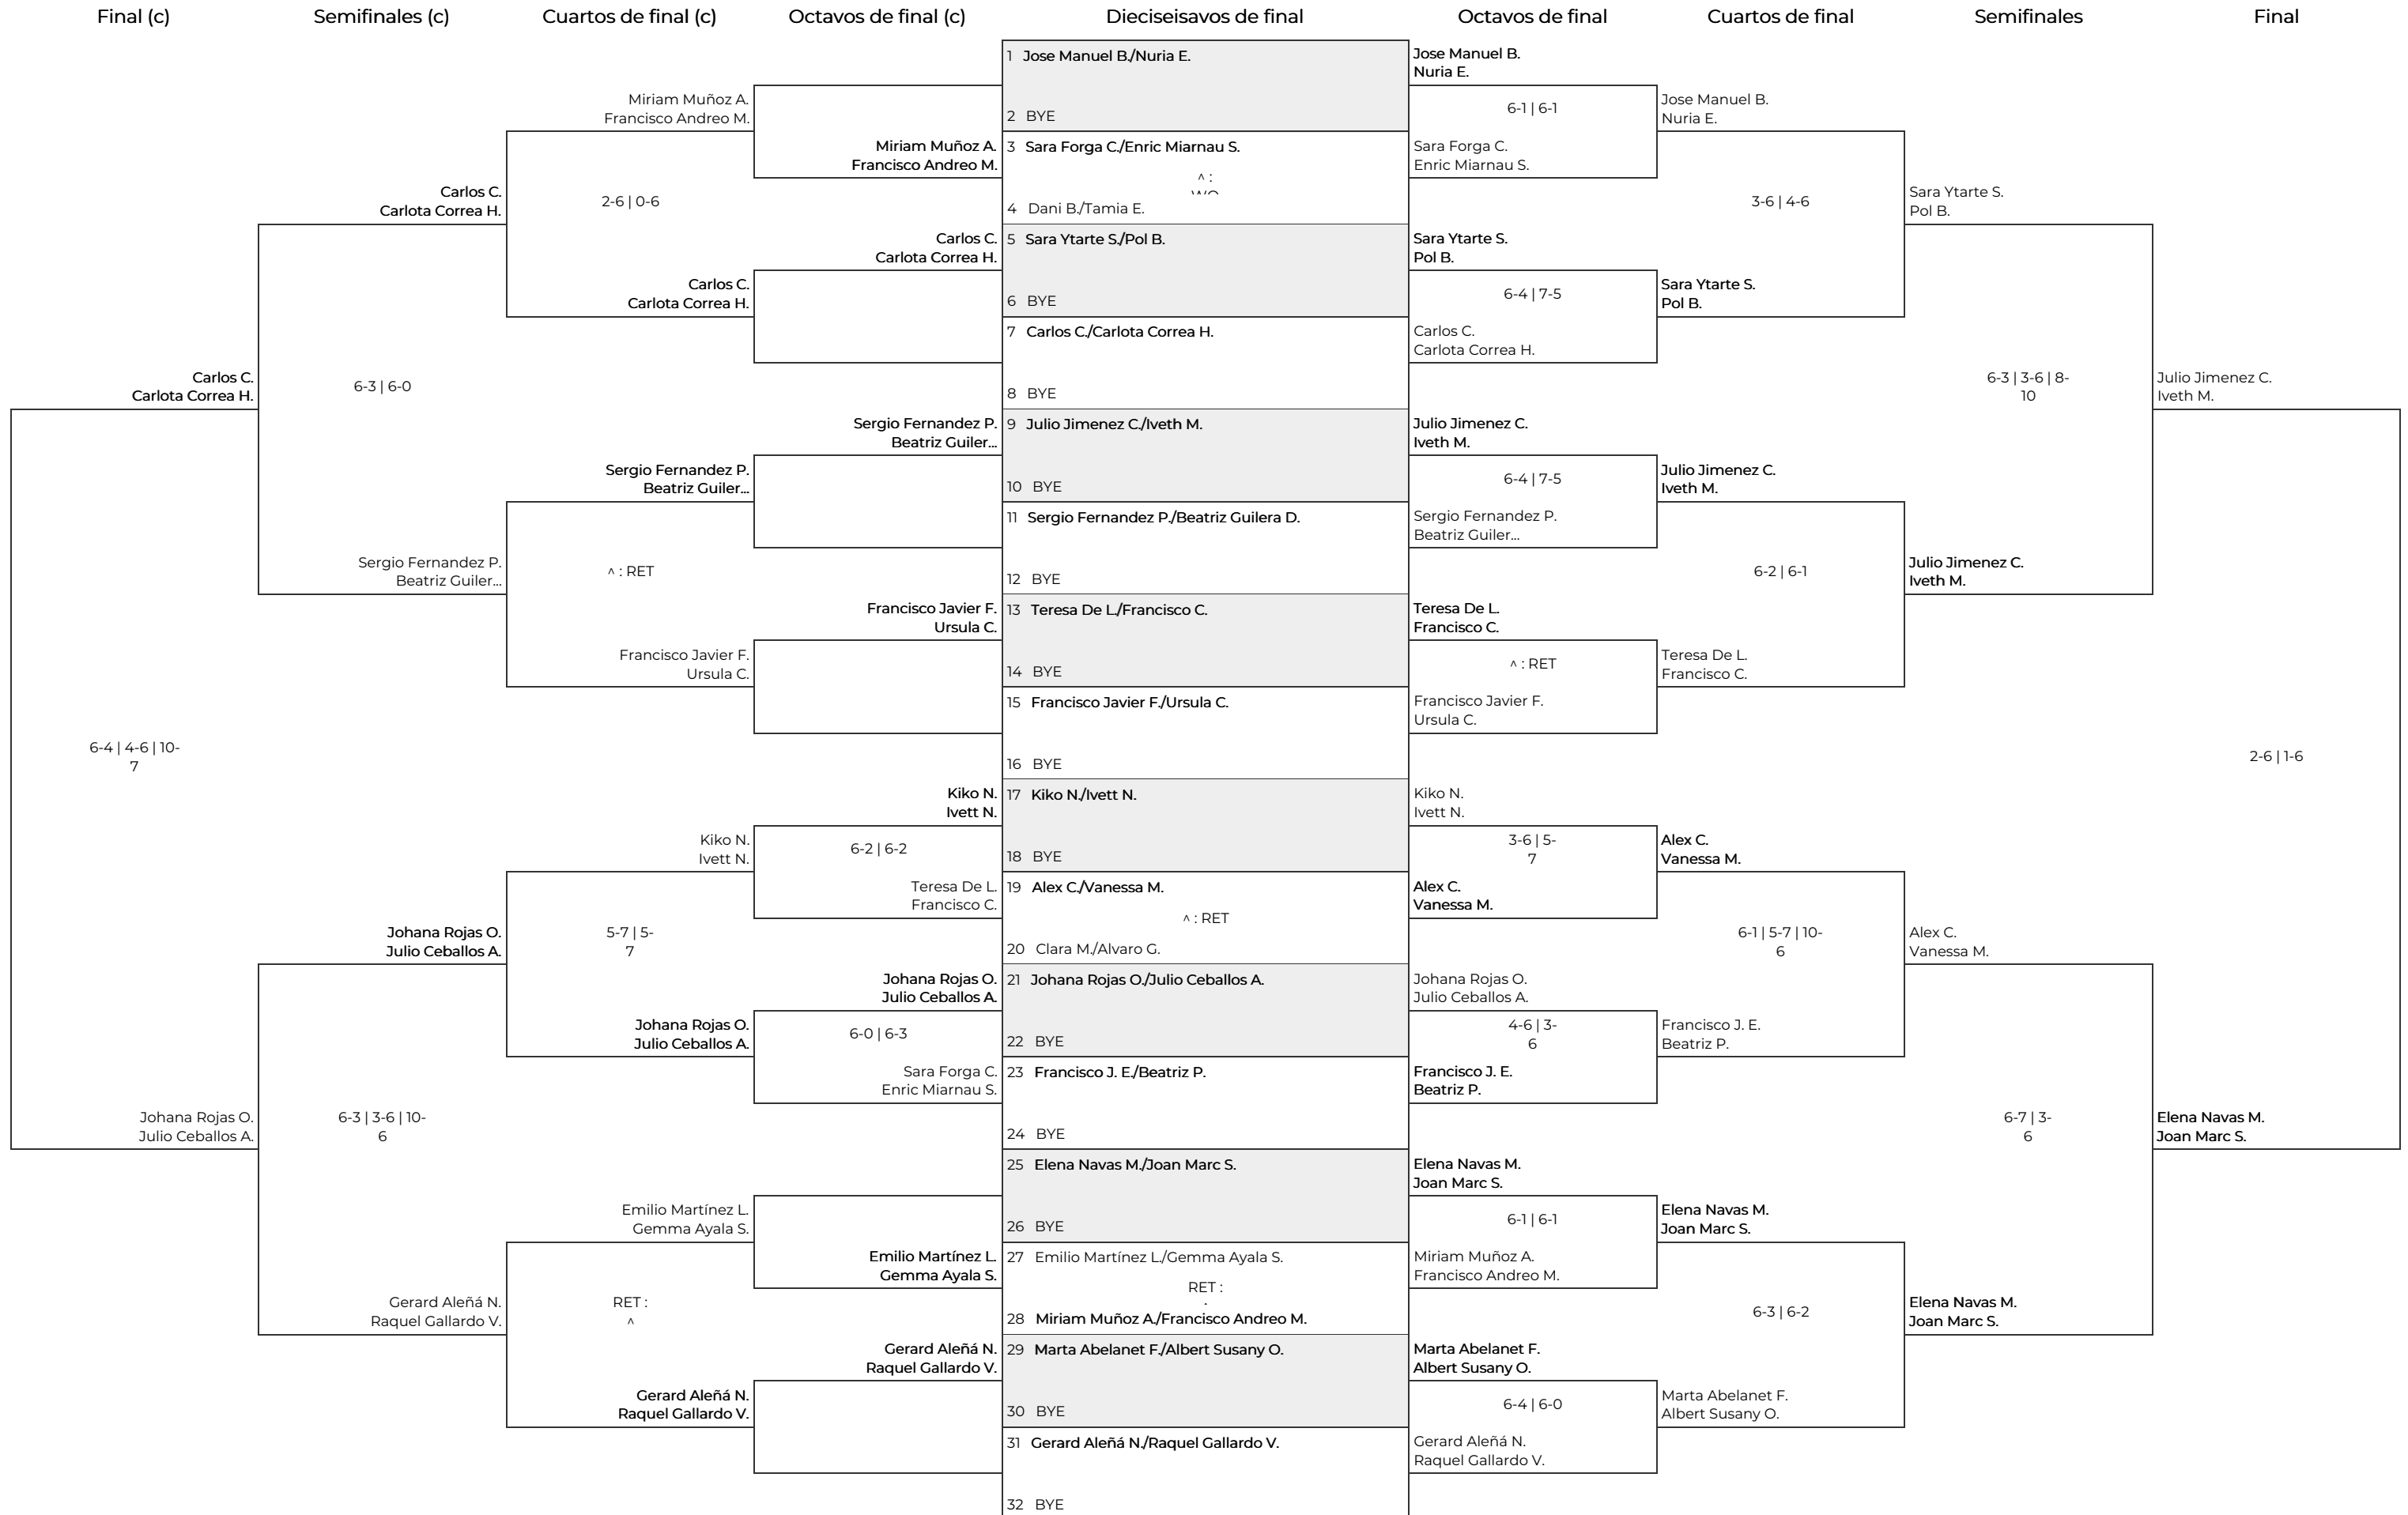 Final (c)
Semifinales (c)
Cuartos de final (c)
Octavos de final (c)
Dieciseisavos de final
Octavos de final
Cuartos de final
Semifinales
Final
Carlos C.
Carlota Correa H.
6-4 | 4-6 | 10-
7
Johana Rojas O.
Julio Ceballos A.
Carlos C.
Carlota Correa H.
6-3 | 6-0
Sergio Fernandez P.
Beatriz Guiler...
Johana Rojas O.
Julio Ceballos A.
6-3 | 3-6 | 10-
6
Gerard Aleñá N.
Raquel Gallardo V.
Miriam Muñoz A.
Francisco Andreo M.
2-6 | 0-6
Carlos C.
Carlota Correa H.
Sergio Fernandez P.
Beatriz Guiler...
^ : RET
Francisco Javier F.
Ursula C.
Kiko N.
Ivett N.
5-7 | 5-
7
Johana Rojas O.
Julio Ceballos A.
Emilio Martínez L.
Gemma Ayala S.
RET :
^
Gerard Aleñá N.
Raquel Gallardo V.
Miriam Muñoz A.
Francisco Andreo M.
Carlos C.
Carlota Correa H.
Sergio Fernandez P.
Beatriz Guiler...
Francisco Javier F.
Ursula C.
Kiko N.
Ivett N.
6-2 | 6-2
Teresa De L.
Francisco C.
Johana Rojas O.
Julio Ceballos A.
6-0 | 6-3
Sara Forga C.
Enric Miarnau S.
Emilio Martínez L.
Gemma Ayala S.
Gerard Aleñá N.
Raquel Gallardo V.
1 Jose Manuel B./Nuria E.
2 BYE
3 Sara Forga C./Enric Miarnau S.
^ :
WO
4 Dani B./Tamia E.
5 Sara Ytarte S./Pol B.
6 BYE
7 Carlos C./Carlota Correa H.
8 BYE
9 Julio Jimenez C./Iveth M.
10 BYE
11 Sergio Fernandez P./Beatriz Guilera D.
12 BYE
13 Teresa De L./Francisco C.
14 BYE
15 Francisco Javier F./Ursula C.
16 BYE
17 Kiko N./Ivett N.
18 BYE
19 Alex C./Vanessa M.
^ : RET
20 Clara M./Alvaro G.
21 Johana Rojas O./Julio Ceballos A.
22 BYE
23 Francisco J. E./Beatriz P.
24 BYE
25 Elena Navas M./Joan Marc S.
26 BYE
27 Emilio Martínez L./Gemma Ayala S.
RET :
28 Miriam Muñoz A./Francisco Andreo M.
29 Marta Abelanet F./Albert Susany O.
30 BYE
31 Gerard Aleñá N./Raquel Gallardo V.
32 BYE
Jose Manuel B.
Nuria E.
6-1 | 6-1
Sara Forga C.
Enric Miarnau S.
Sara Ytarte S.
Pol B.
6-4 | 7-5
Carlos C.
Carlota Correa H.
Julio Jimenez C.
Iveth M.
6-4 | 7-5
Sergio Fernandez P.
Beatriz Guiler...
Teresa De L.
Francisco C.
^ : RET
Francisco Javier F.
Ursula C.
Kiko N.
Ivett N.
3-6 | 5-
7
Alex C.
Vanessa M.
Johana Rojas O.
Julio Ceballos A.
4-6 | 3-
6
Francisco J. E.
Beatriz P.
Elena Navas M.
Joan Marc S.
6-1 | 6-1
Miriam Muñoz A.
Francisco Andreo M.
Marta Abelanet F.
Albert Susany O.
6-4 | 6-0
Gerard Aleñá N.
Raquel Gallardo V.
Jose Manuel B.
Nuria E.
3-6 | 4-6
Sara Ytarte S.
Pol B.
Julio Jimenez C.
Iveth M.
6-2 | 6-1
Teresa De L.
Francisco C.
Alex C.
Vanessa M.
6-1 | 5-7 | 10-
6
Francisco J. E.
Beatriz P.
Elena Navas M.
Joan Marc S.
6-3 | 6-2
Marta Abelanet F.
Albert Susany O.
Sara Ytarte S.
Pol B.
6-3 | 3-6 | 8-
10
Julio Jimenez C.
Iveth M.
Alex C.
Vanessa M.
6-7 | 3-
6
Elena Navas M.
Joan Marc S.
Julio Jimenez C.
Iveth M.
2-6 | 1-6
Elena Navas M.
Joan Marc S.